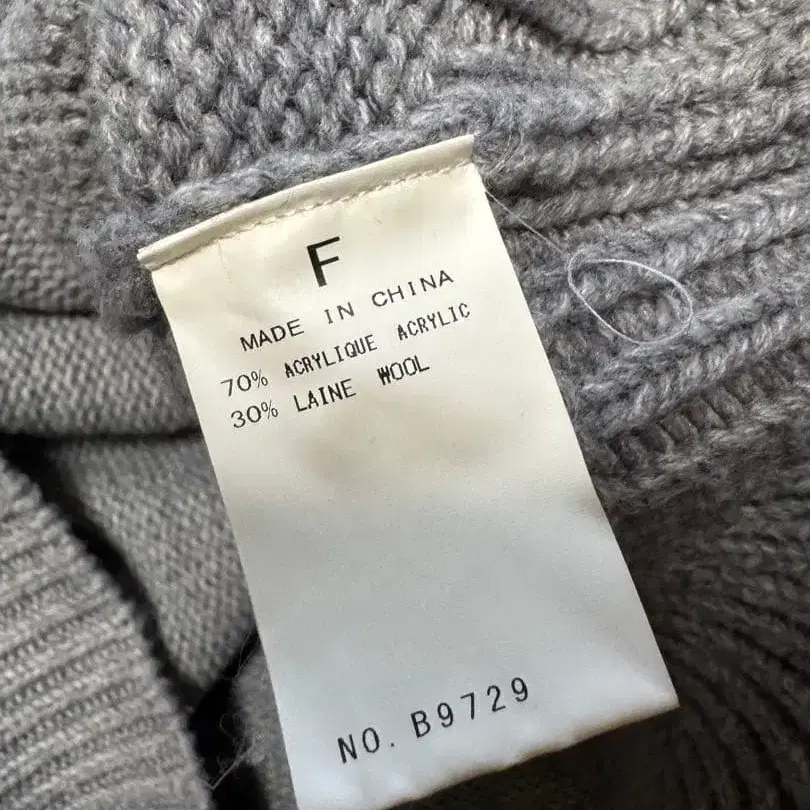 F
MADE IN CHINA
70% ACRYLIQUE ACRYLIC
30% LAINE WOOL
NO. B9729